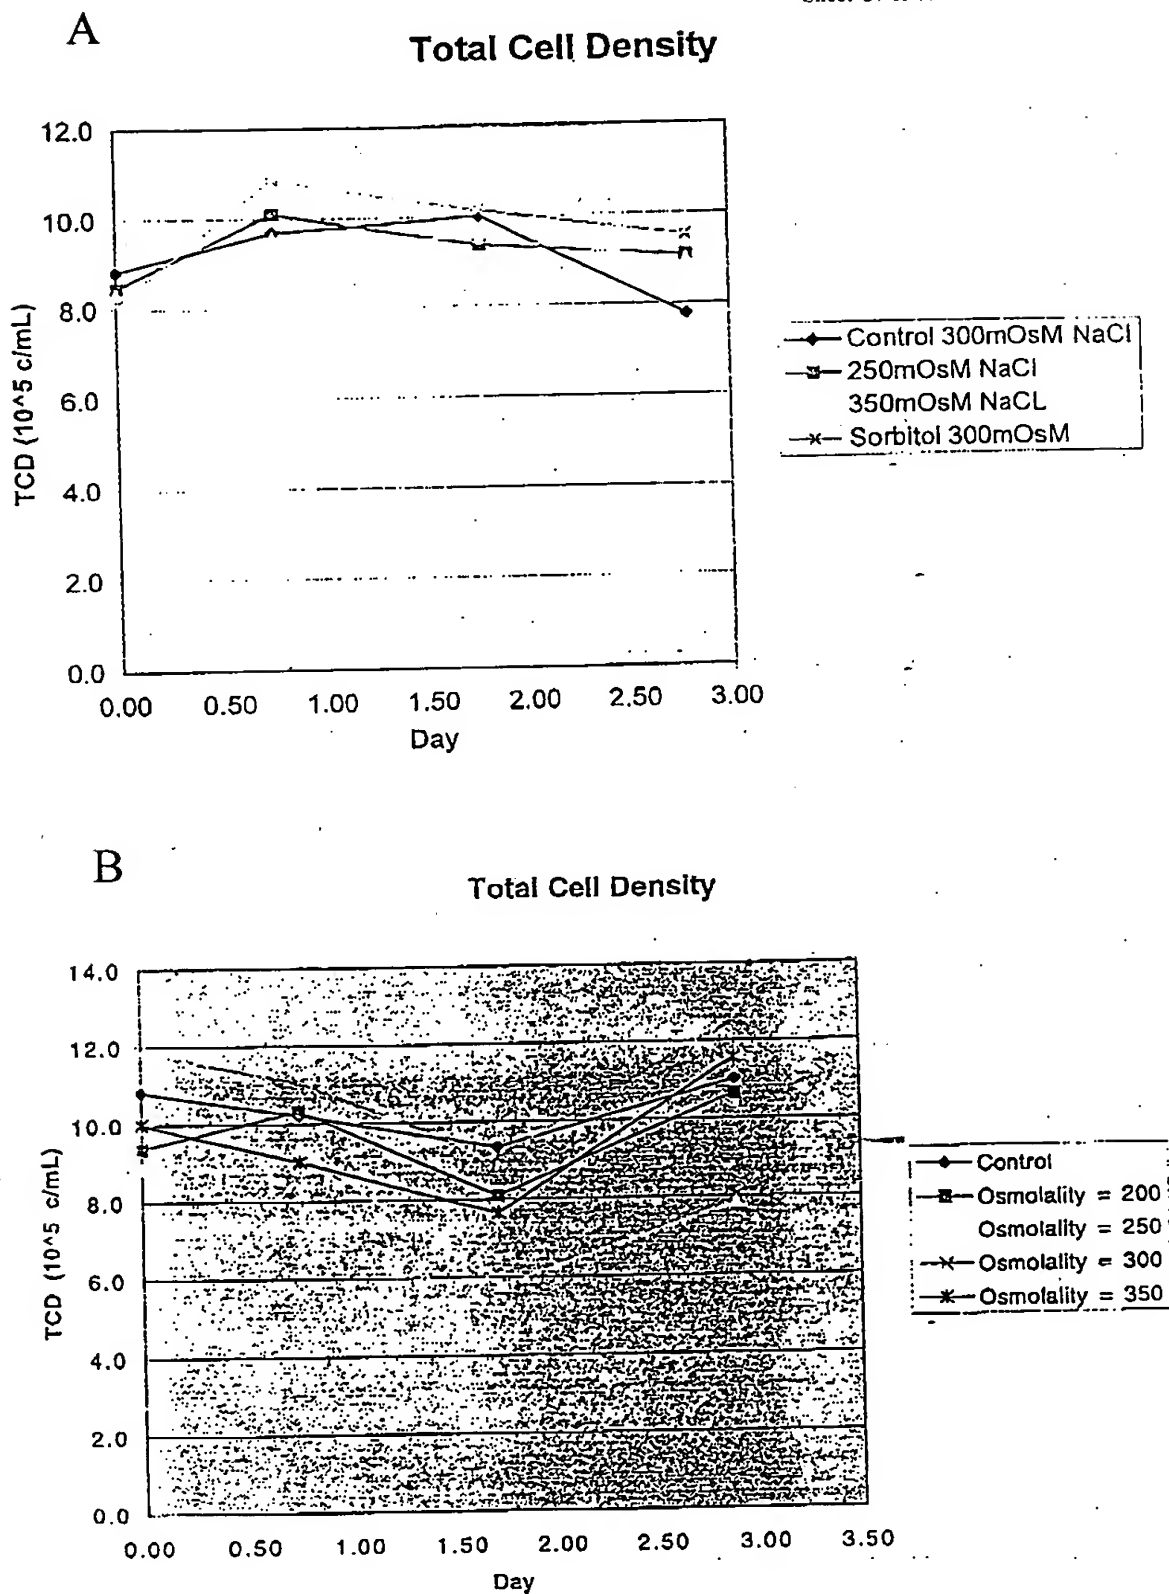 A
Total Cell Density
12.0
10.0
8.0
6.0
4.0
2.0
0.0
TCD (10^5 c/mL)
0.00 0.50 1.00 1.50 2.00 2.50 3.00
Day
Control 300mOsM NaCl
250mOsM NaCl
350mOsM NaCL
Sorbitol 300mOsM
B
Total Cell Density
14.0
12.0
10.0
8.0
6.0
4.0
2.0
0.0
TCD (10^5 c/mL)
0.00 0.50 1.00 1.50 2.00 2.50 3.00 3.50
Day
Control
Osmolality = 200
Osmolality = 250
Osmolality = 300
Osmolality = 350